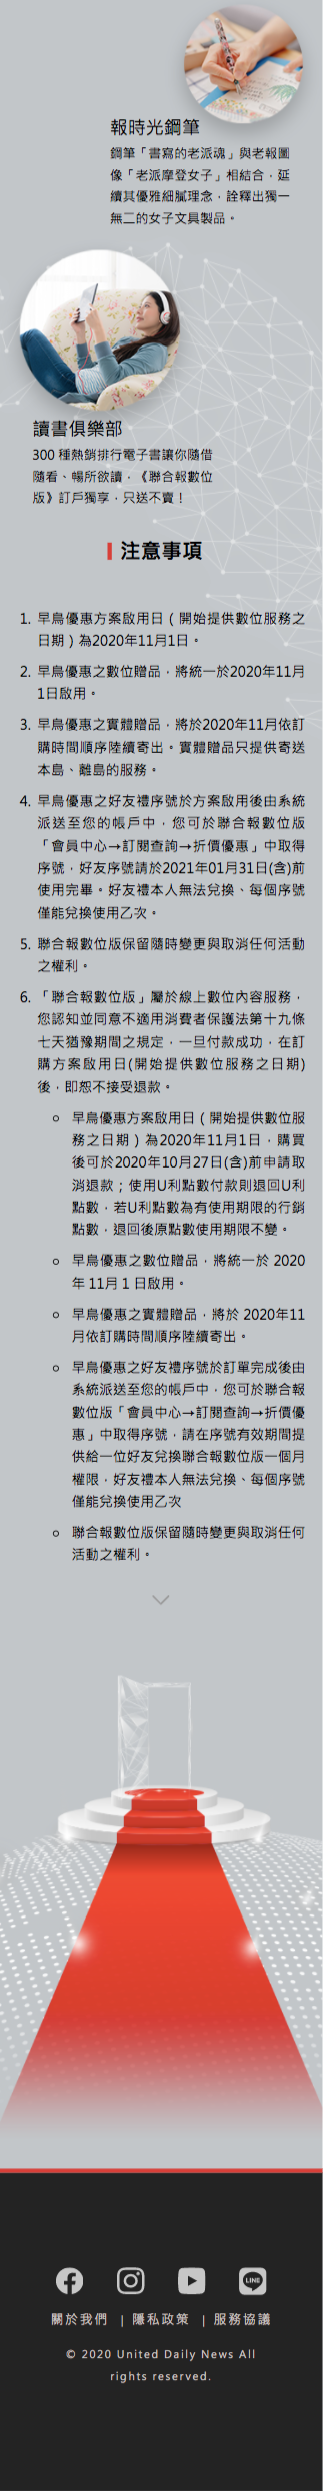 報時光鋼筆
鋼筆「書寫的老派魂」與老報圖
像「老派摩登女子」相結合，延
續其優雅細膩理念，詮釋出獨一
無二的女子文具製品。
讀書俱樂部
300 種熱銷排行電子書讓你隨借
隨看、暢所欲讀，《聯合報數位
版》訂戶獨享，只送不賣！
注意事項
1. 早鳥優惠方案啟用日（開始提供數位服務之
日期）為2020年11月1日。
2. 早鳥優惠之數位贈品，將統一於2020年11月
1日啟用。
3. 早鳥優惠之實體贈品，將於2020年11月依訂
購時間順序陸續寄出。實體贈品只提供寄送
本島、離島的服務。
4. 早鳥優惠之好友禮序號於方案啟用後由系統
派送至您的帳戶中，您可於聯合報數位版
「會員中心→訂閱查詢→折價優惠」中取得
序號，好友序號請於2021年01月31日(含)前
使用完畢。好友禮本人無法兌換、每個序號
僅能兌換使用乙次。
5. 聯合報數位版保留隨時變更與取消任何活動
之權利。
6. 「聯合報數位版」屬於線上數位內容服務，
您認知並同意不適用消費者保護法第十九條
七天猶豫期間之規定，一旦付款成功，在訂
購方案啟用日(開始提供數位服務之日期)
後，即恕不接受退款。
早鳥優惠方案啟用日（開始提供數位服
務之日期）為2020年11月1日，購買
後可於2020年10月27日(含)前申請取
消退款；使用U利點數付款則退回U利
點數，若U利點數為有使用期限的行銷
點數，退回後原點數使用期限不變。
早鳥優惠之數位贈品，將統一於 2020
年 11月 1 日啟用。
早鳥優惠之實體贈品，將於 2020年11
月依訂購時間順序陸續寄出。
早鳥優惠之好友禮序號於訂單完成後由
系統派送至您的帳戶中，您可於聯合報
數位版「會員中心→訂閱查詢→折價優
惠」中取得序號，請在序號有效期間提
供給一位好友兌換聯合報數位版一個月
權限，好友禮本人無法兌換、每個序號
僅能兌換使用乙次
聯合報數位版保留隨時變更與取消任何
活動之權利。
LINE
關於我們 | 隱私政策 | 服務協議
© 2020 United Daily News All
rights reserved.